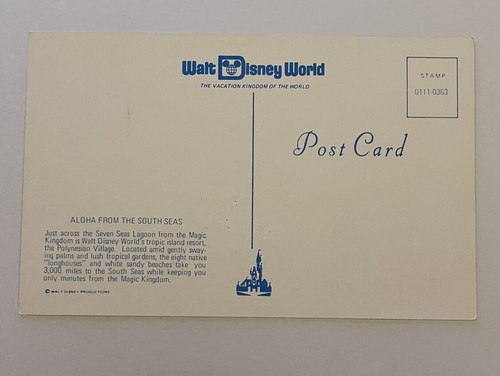 Walt Disney World
THE VACATION KINGDOM OF THE WORLD
STAMP
0111-0363
Post Card
ALOHA FROM THE SOUTH SEAS
Just across the Seven Seas Lagoon from the Magic
Kingdom is Walt Disney World's tropic island resort,
the Polynesian Village. Located amid gently sway-
ing palms and lush tropical gardens, the eight native
"longhouses" and white sandy beaches take you
3,000 miles to the South Seas while keeping you
only minutes from the Magic Kingdom.
© WALT DISNEY PRODUCTIONS